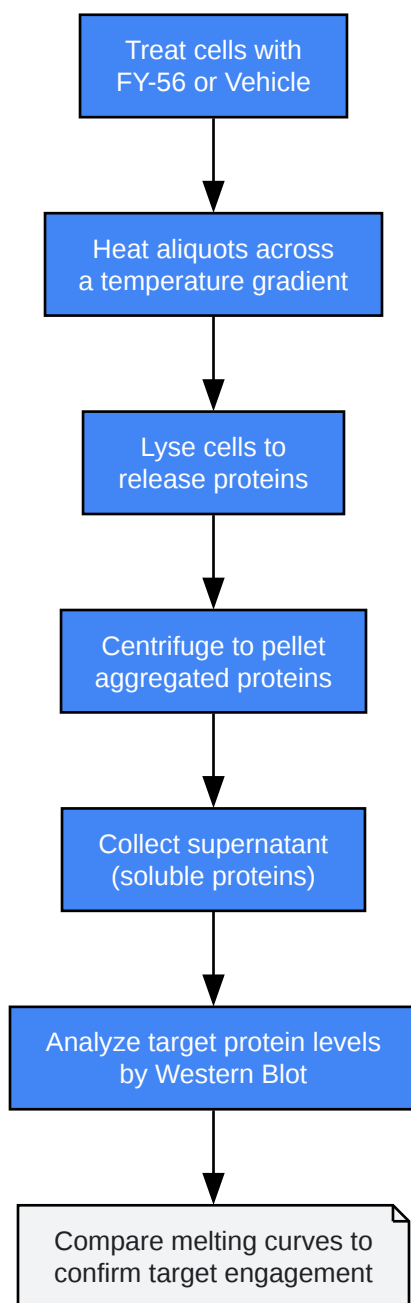 Treat cells with
FY-56 or Vehicle
Heat aliquots across
a temperature gradient
Lyse cells to
release proteins
Centrifuge to pellet
aggregated proteins
Collect supernatant
(soluble proteins)
Analyze target protein levels
by Western Blot
Compare melting curves to
confirm target engagement